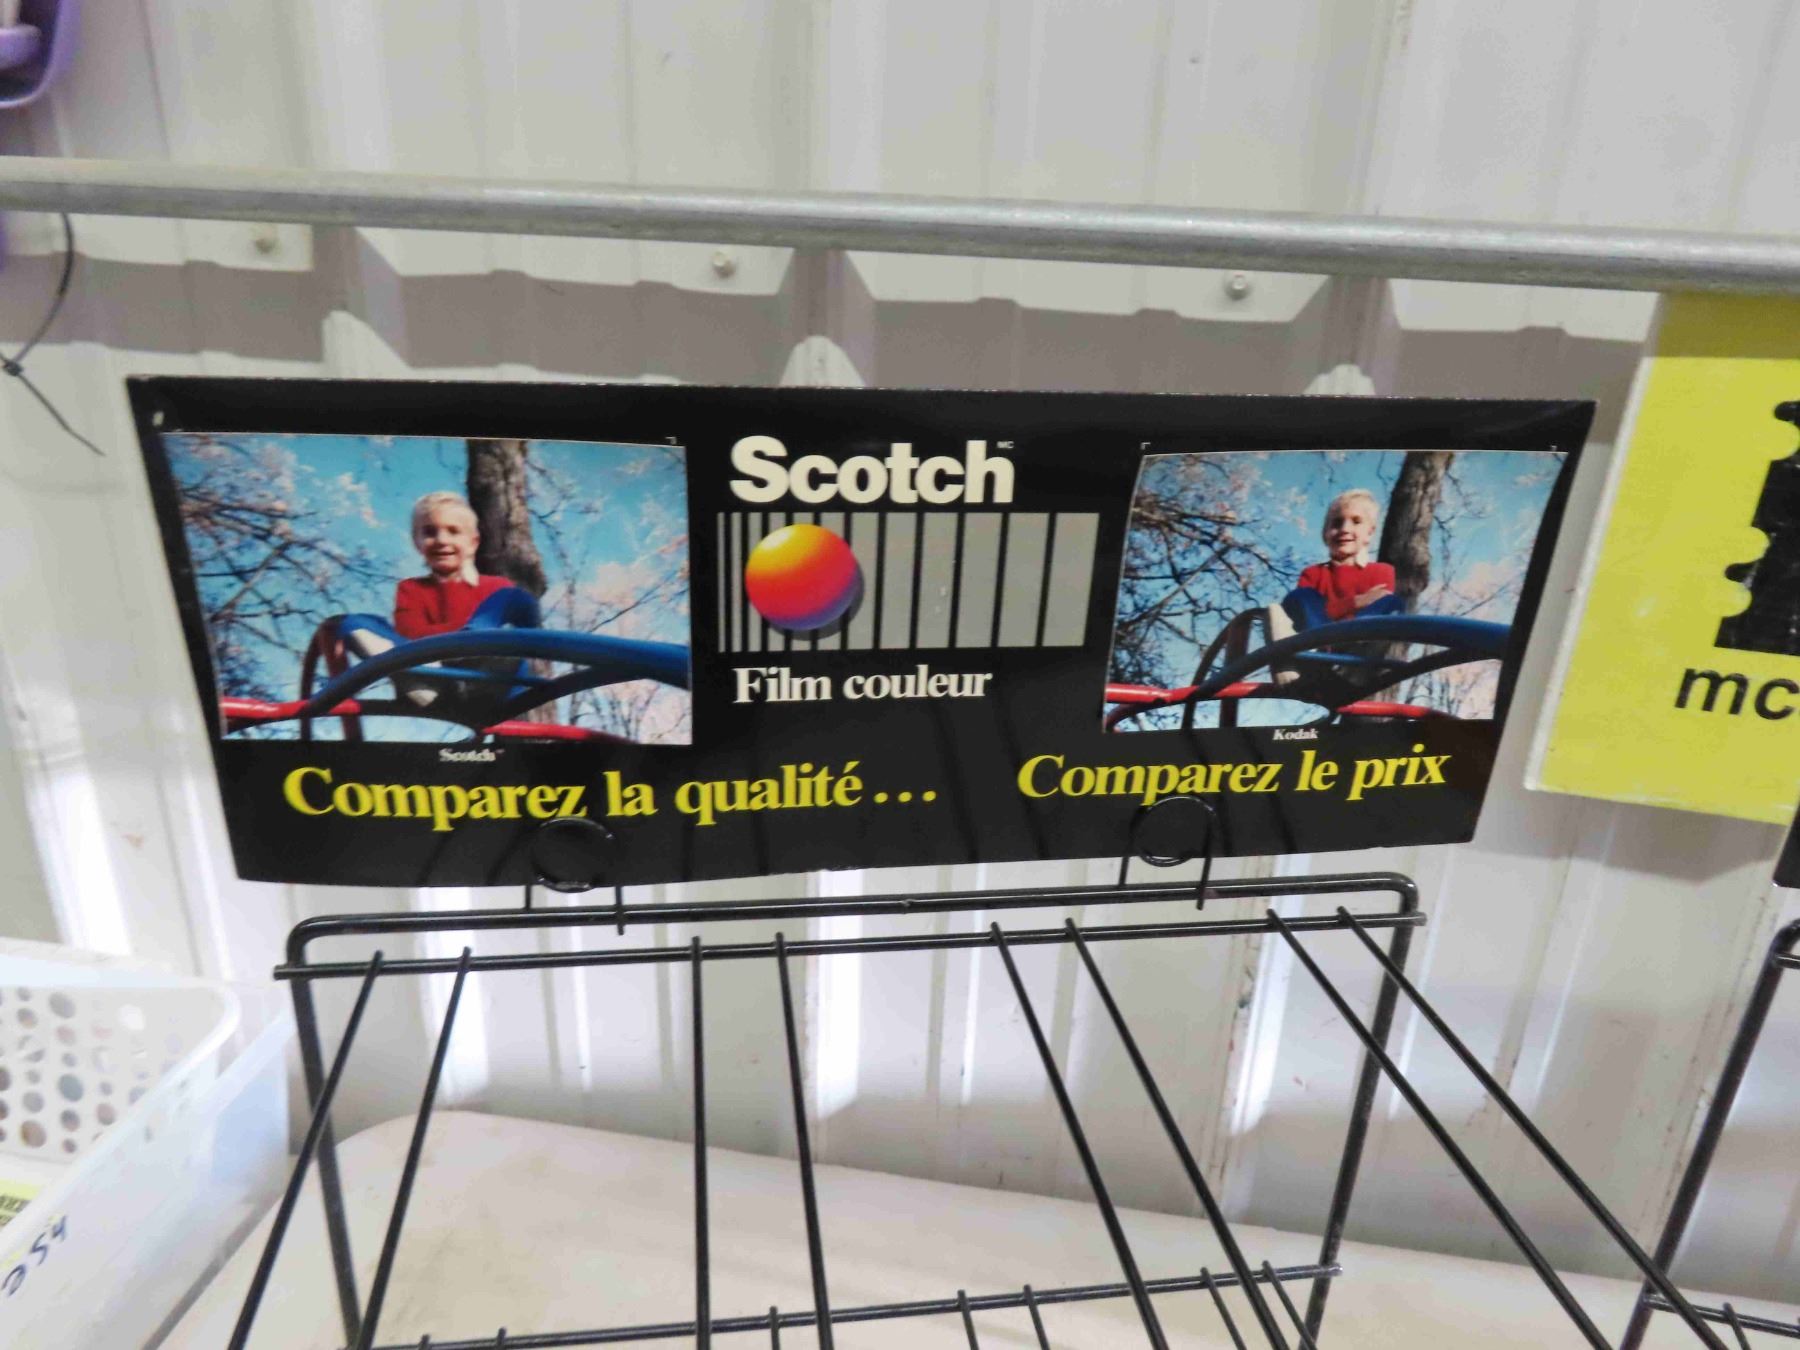 Scotch MC
Film couleur
Scotch
Kodak
Comparez la qualité... Comparez le prix
mc